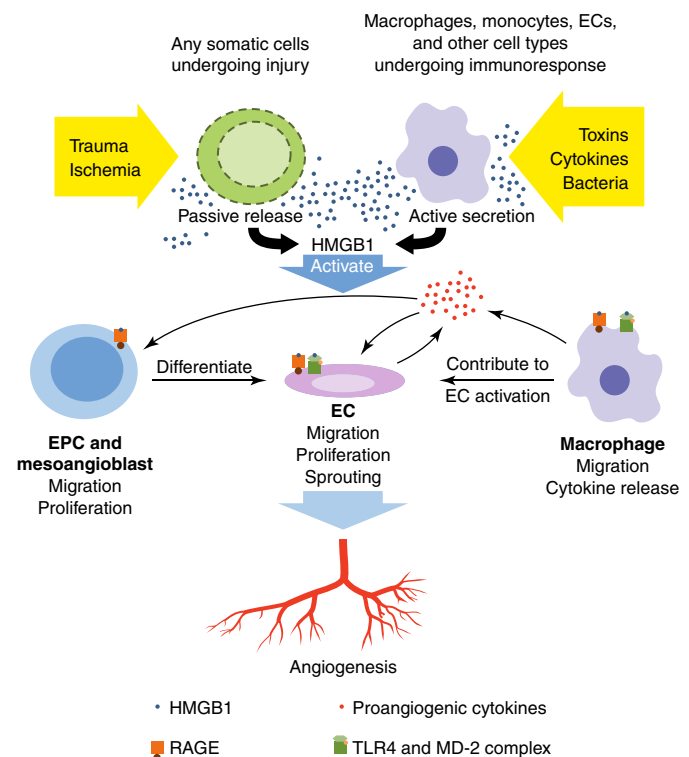 Any somatic cells
undergoing injury
Macrophages, monocytes, ECs,
and other cell types
undergoing immunoresponse
Trauma
Ischemia
Toxins
Cytokines
Bacteria
Passive release
Active secretion
HMGB1
Activate
Differentiate
Contribute to
EC activation
EPC and
mesoangioblast
Migration
Proliferation
EC
Migration
Proliferation
Sprouting
Macrophage
Migration
Cytokine release
Angiogenesis
HMGB1
Proangiogenic cytokines
RAGE
TLR4 and MD-2 complex